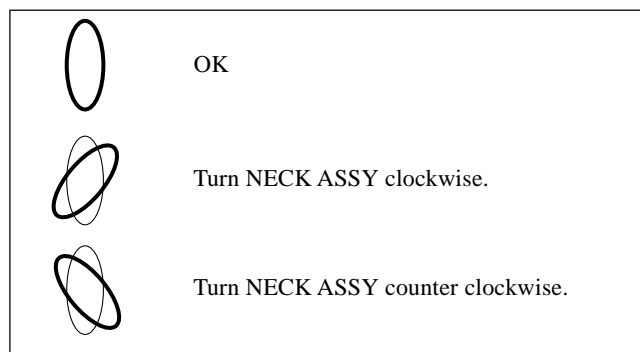 OK
Turn NECK ASSY clockwise.
Turn NECK ASSY counter clockwise.